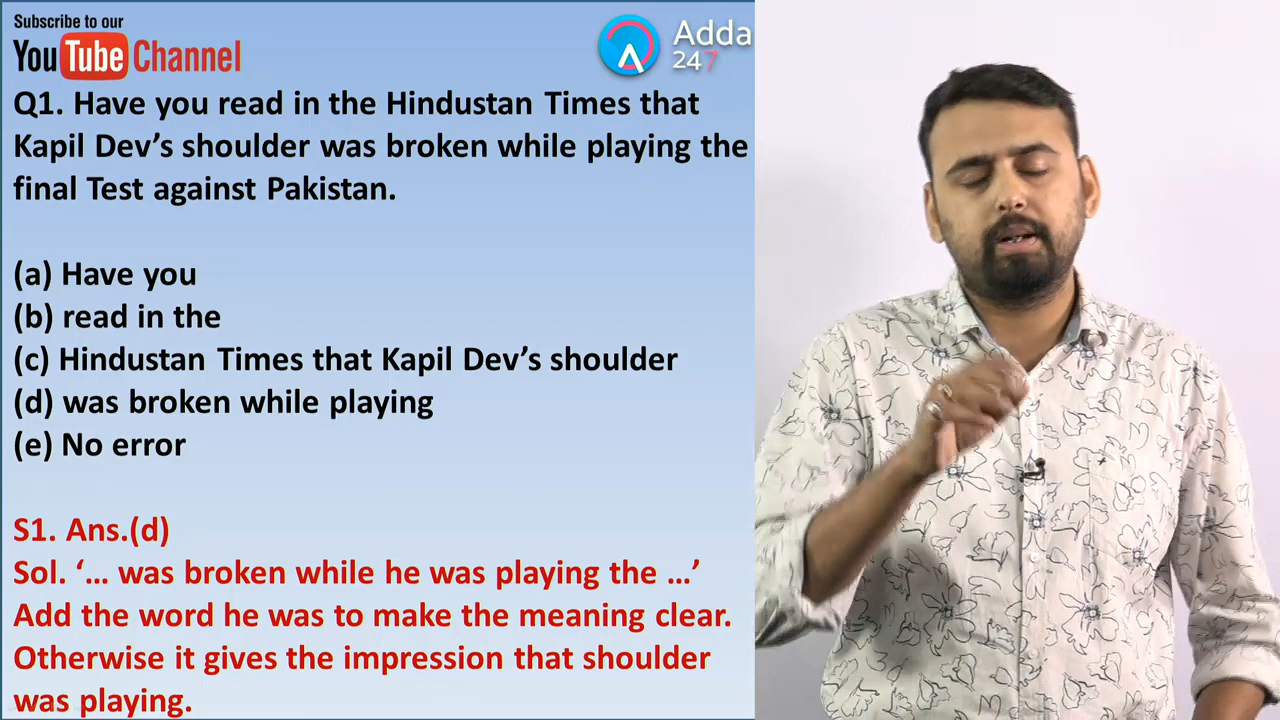 Subscribe to our
YouTube Channel
Adda
247
Q1. Have you read in the Hindustan Times that
Kapil Dev’s shoulder was broken while playing the
final Test against Pakistan.
(a) Have you
(b) read in the
(c) Hindustan Times that Kapil Dev’s shoulder
(d) was broken while playing
(e) No error
S1. Ans.(d)
Sol. ‘… was broken while he was playing the …’
Add the word he was to make the meaning clear.
Otherwise it gives the impression that shoulder
was playing.